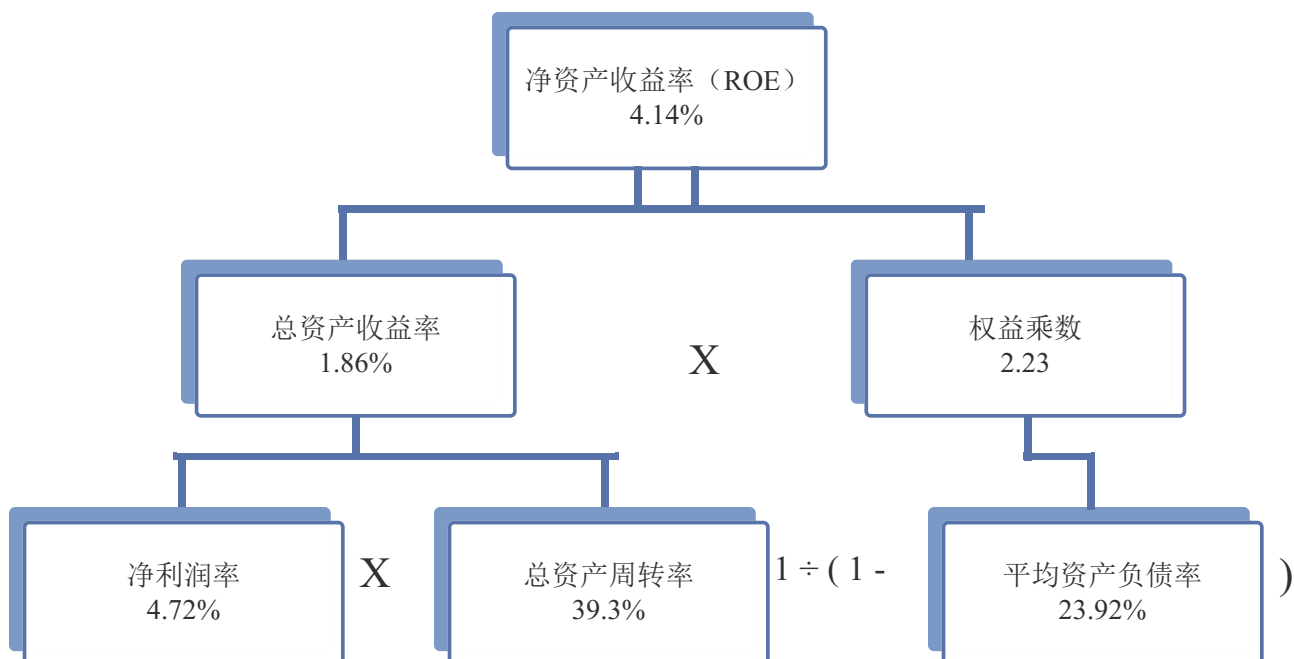 净资产收益率（ROE）
4.14%
总资产收益率
1.86%
X
权益乘数
2.23
净利润率
4.72%
X
总资产周转率
39.3%
1 ÷ ( 1 -
平均资产负债率
23.92%
)